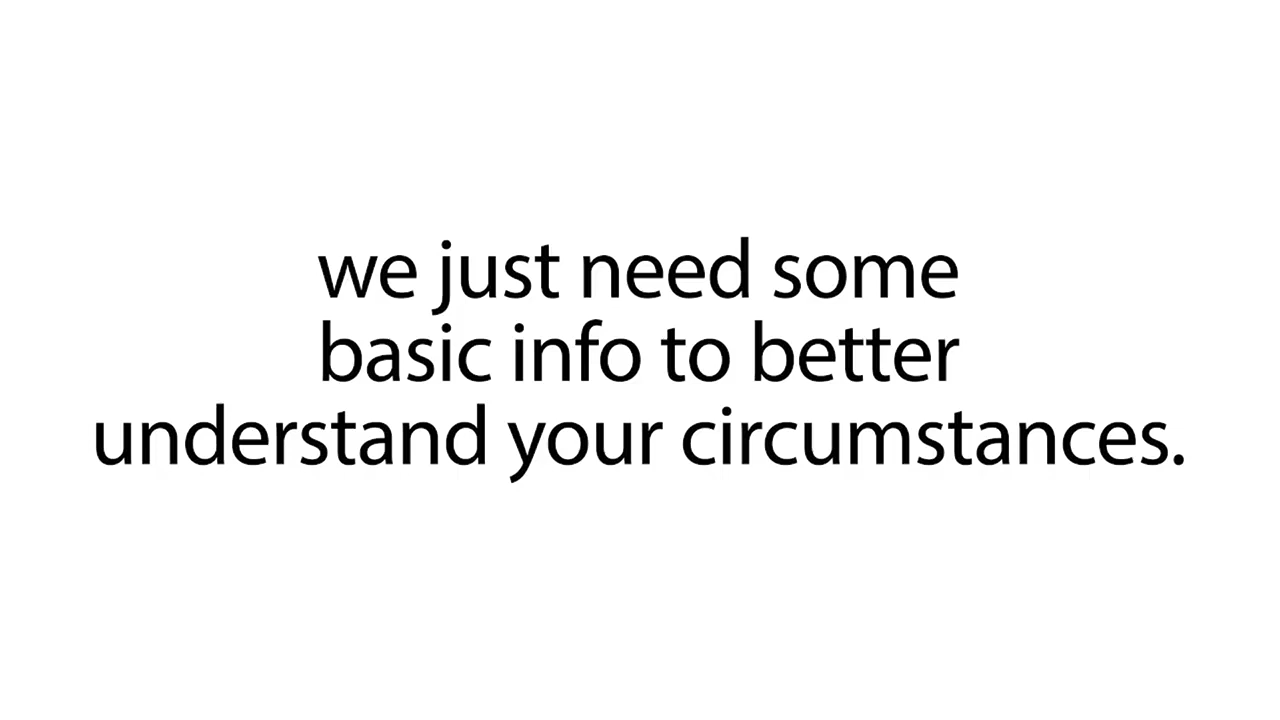 we just need some
basic info to better
understand your circumstances.